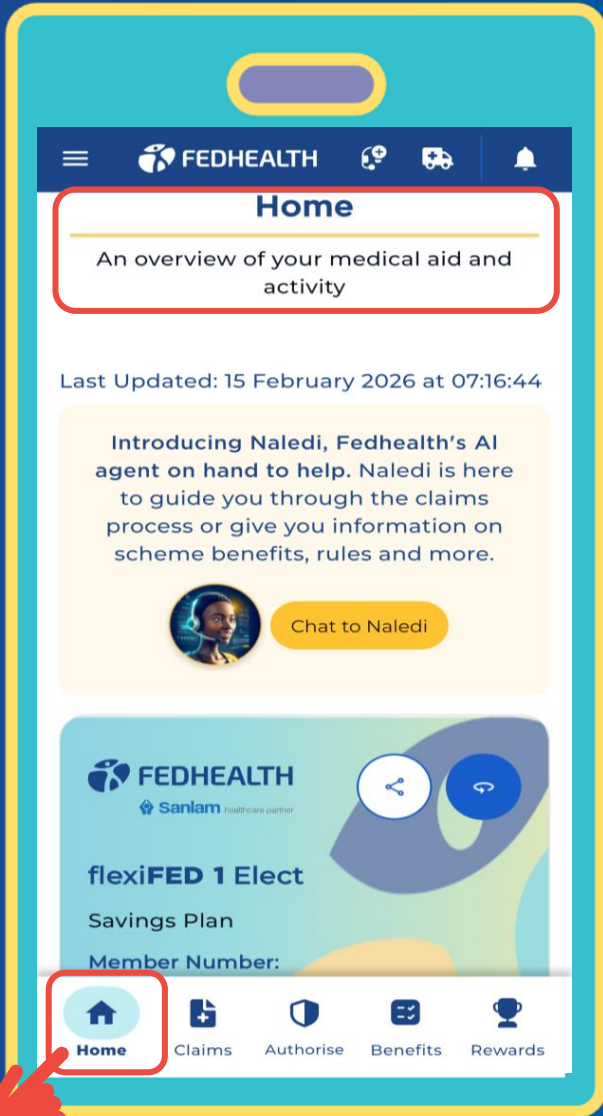 FEDHEALTH
Home
An overview of your medical aid and
activity
Last Updated: 15 February 2026 at 07:16:44
Introducing Naledi, Fedhealth's AI
agent on hand to help. Naledi is here
to guide you through the claims
process or give you information on
scheme benefits, rules and more.
Chat to Naledi
FEDHEALTH
Sanlam healthcare partner
flexiFED 1 Elect
Savings Plan
Member Number:
Home Claims Authorise Benefits Rewards